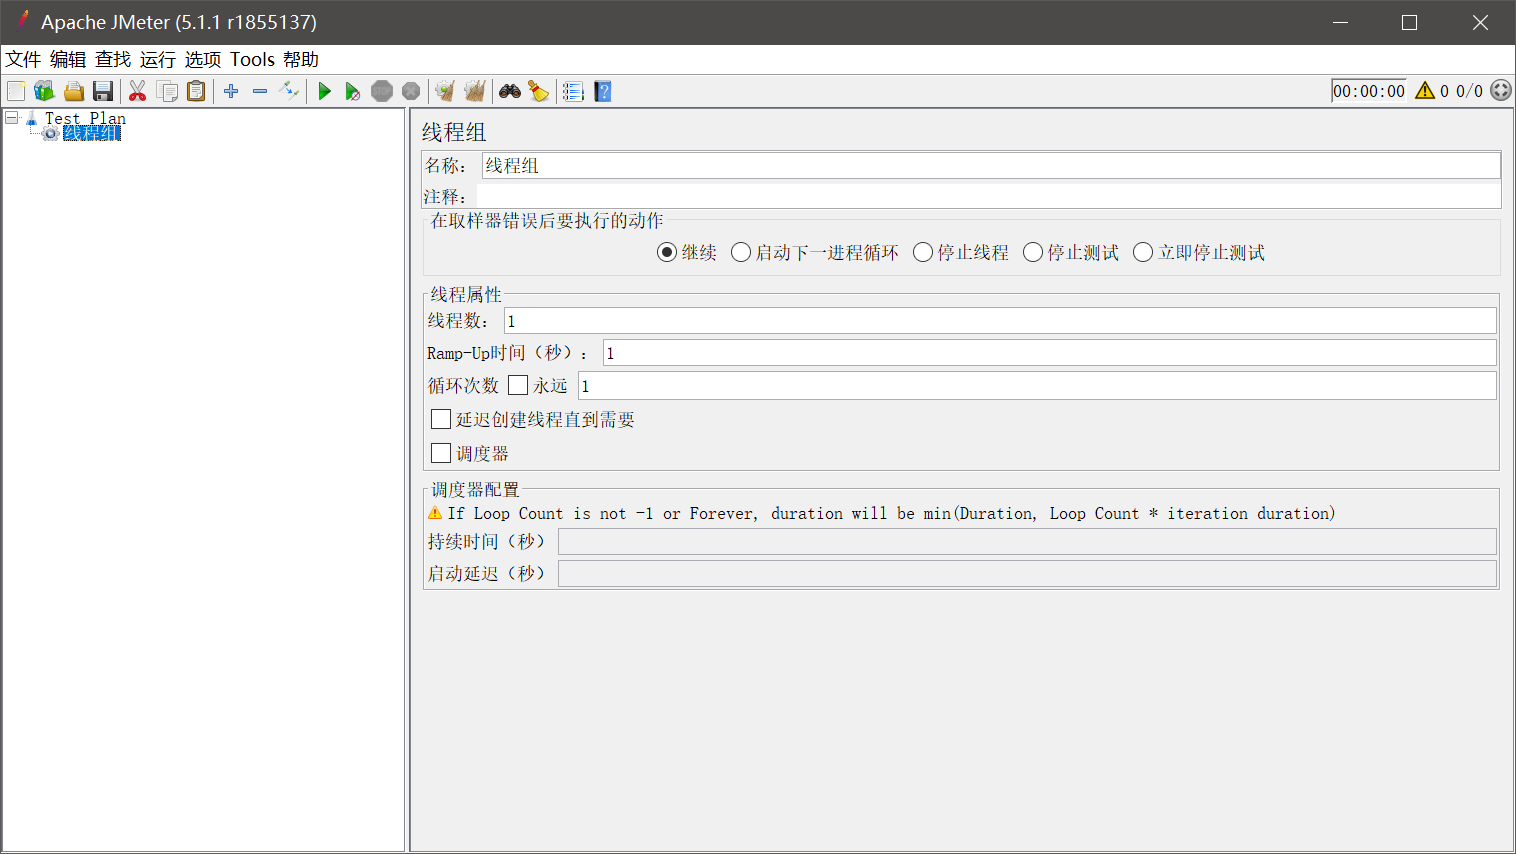 Apache JMeter (5.1.1 r1855137)
文件 编辑 查找 运行 选项 Tools 帮助
STOP
00:00:00 0 0/0
Test Plan
线程组
线程组
名称： 线程组
注释：
在取样器错误后要执行的动作
继续 启动下一进程循环 停止线程 停止测试 立即停止测试
线程属性
线程数： 1
Ramp-Up时间（秒）： 1
循环次数 永远 1
延迟创建线程直到需要
调度器
调度器配置
If Loop Count is not -1 or Forever, duration will be min(Duration, Loop Count * iteration duration)
持续时间（秒）
启动延迟（秒）